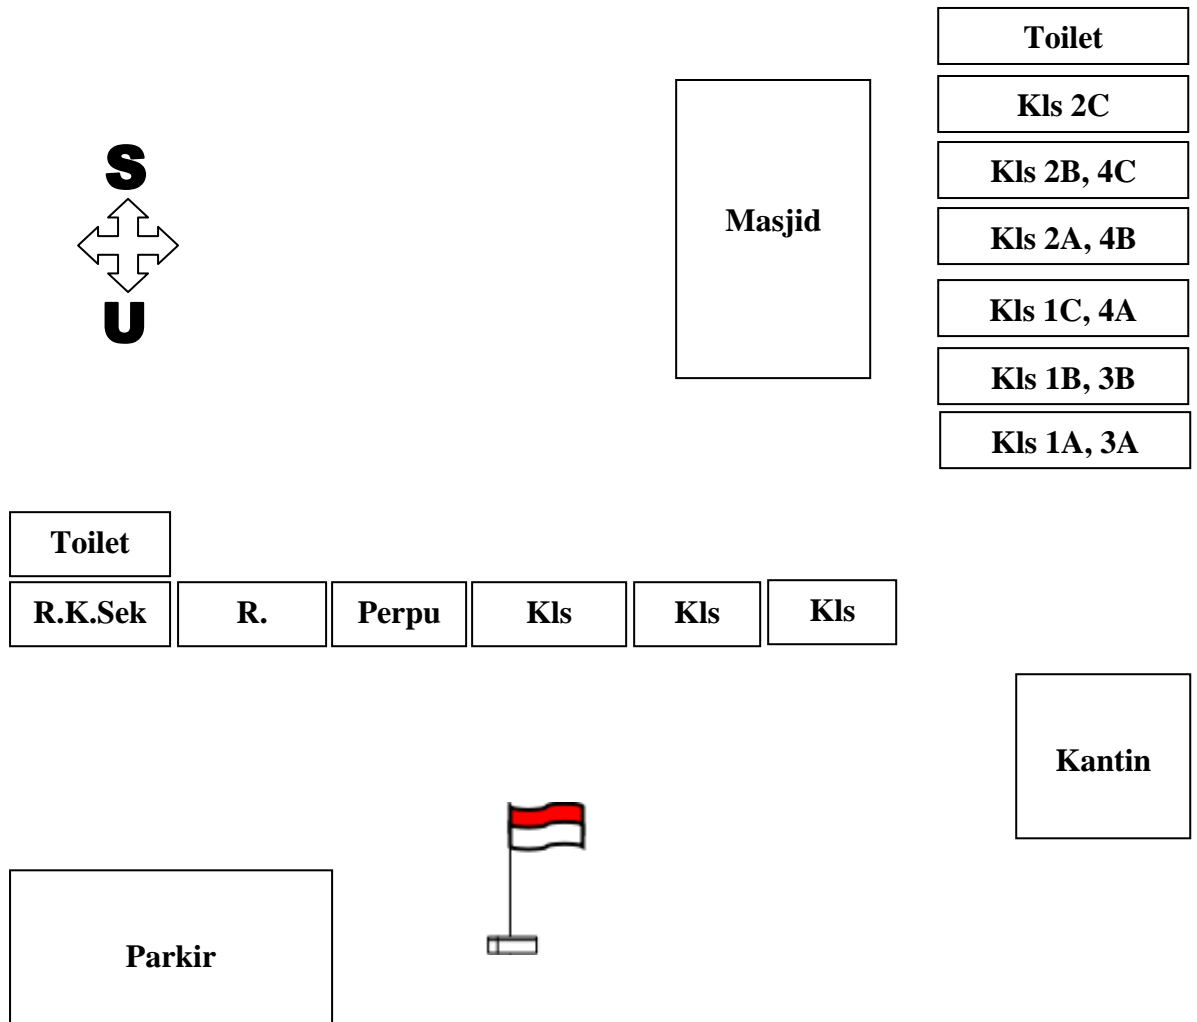 Toilet
Kls 2C
Kls 2B, 4C
Kls 2A, 4B
Kls 1C, 4A
Kls 1B, 3B
Kls 1A, 3A
Masjid
S
U
Toilet
R.K.Sek
R.
Perpu
Kls
Kls
Kls
Kantin
Parkir